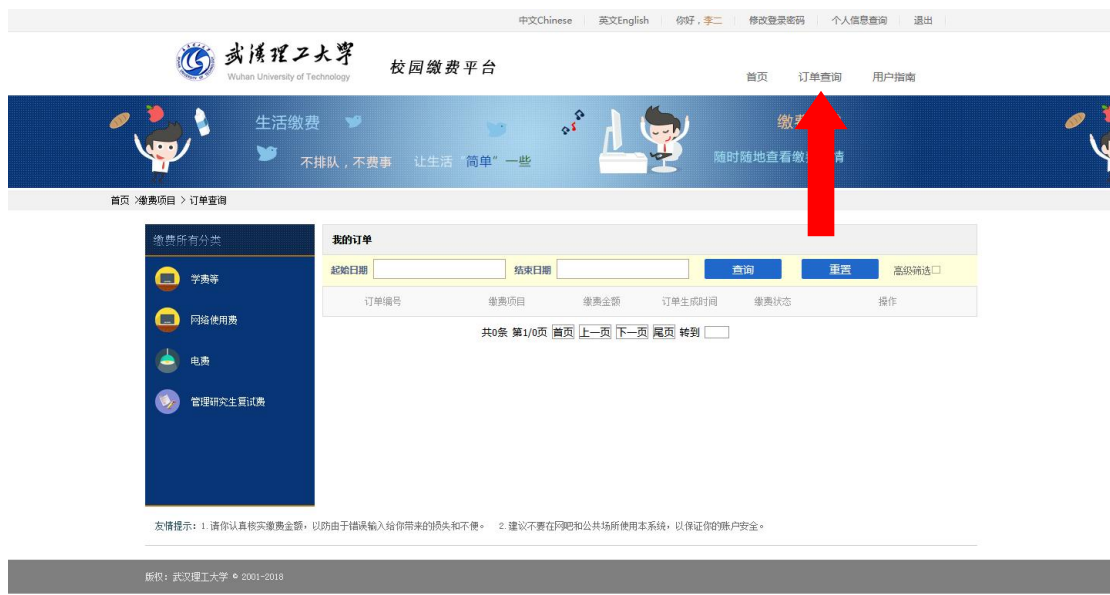 中文Chinese 英文English 你好，李二 修改登录密码 个人信息查询 退出
武漢理工大学 校园缴费平台
Wuhan University of Technology
首页 订单查询 用户指南
生活缴费 缴费
不排队，不费事 让生活“简单”一些 随时随地查看缴 情
首页 >缴费项目 > 订单查询
缴费所有分类 我的订单
起始日期 结束日期 查询 重置 高级筛选
学费等
订单编号 缴费项目 缴费金额 订单生成时间 缴费状态 操作
网络使用费
共0条 第1/0页 首页 上一页 下一页 尾页 转到
电费
管理研究生复试费
友情提示：1.请你认真核实缴费金额，以防由于错误输入给你带来的损失和不便。 2.建议不要在网吧和公共场所使用本系统，以保证你的账户安全。
版权：武汉理工大学 © 2001-2018